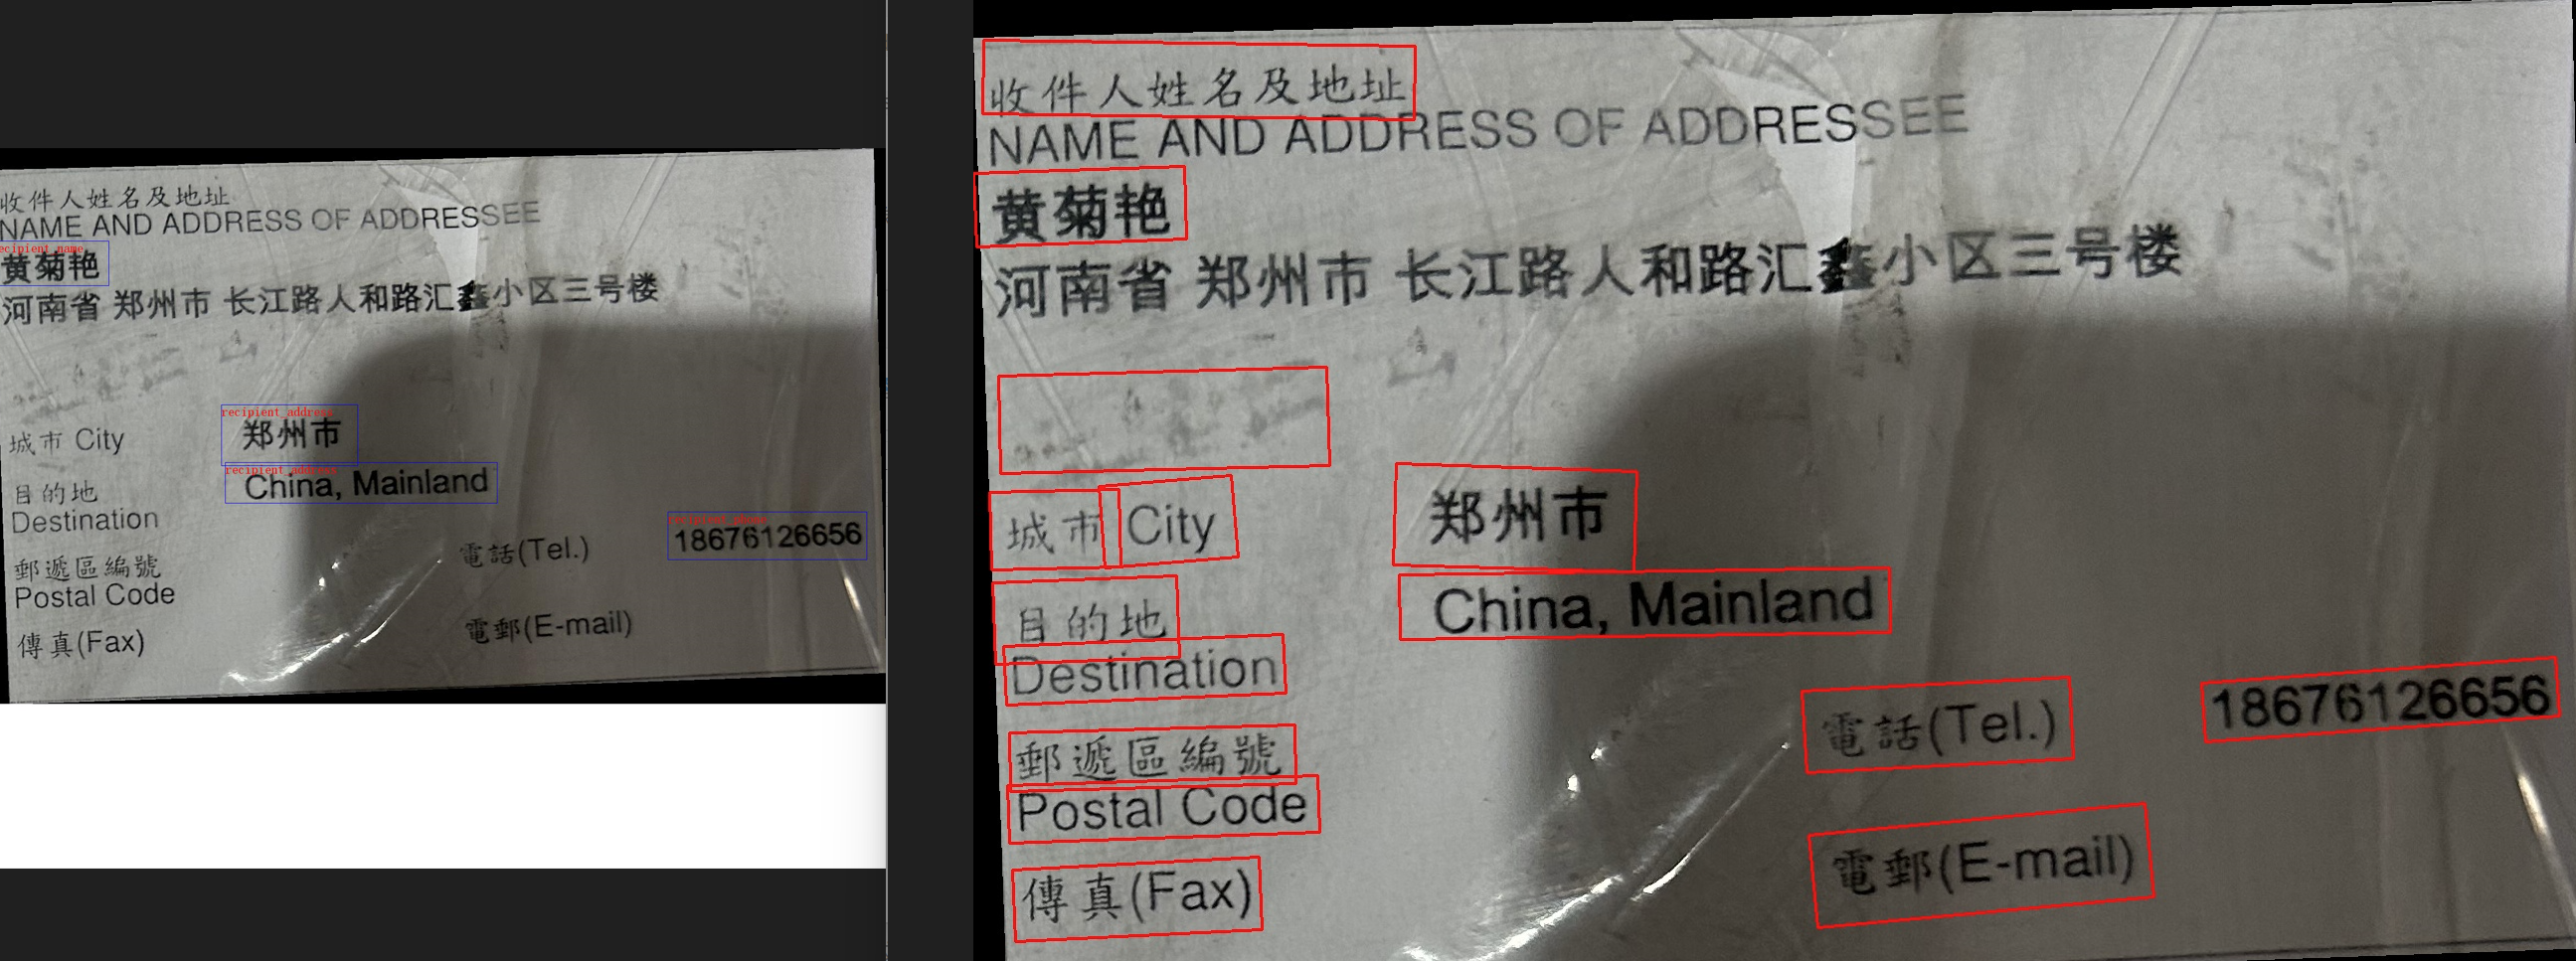 收件人姓名及地址
NAME AND ADDRESS OF ADDRESSEE
recipient_name
黄菊艳
河南省 郑州市 长江路人和路汇鑫小区三号楼
recipient_address
城市 City 郑州市
recipient_address
目的地 China, Mainland
Destination
recipient_phone
郵遞區編號 電話(Tel.) 18676126656
Postal Code
傳真(Fax) 電郵(E-mail)
收件人姓名及地址
NAME AND ADDRESS OF ADDRESSEE
黄菊艳
河南省 郑州市 长江路人和路汇鑫小区三号楼
城市 City 郑州市
目的地 China, Mainland
Destination
郵遞區編號 電話(Tel.) 18676126656
Postal Code
傳真(Fax) 電郵(E-mail)